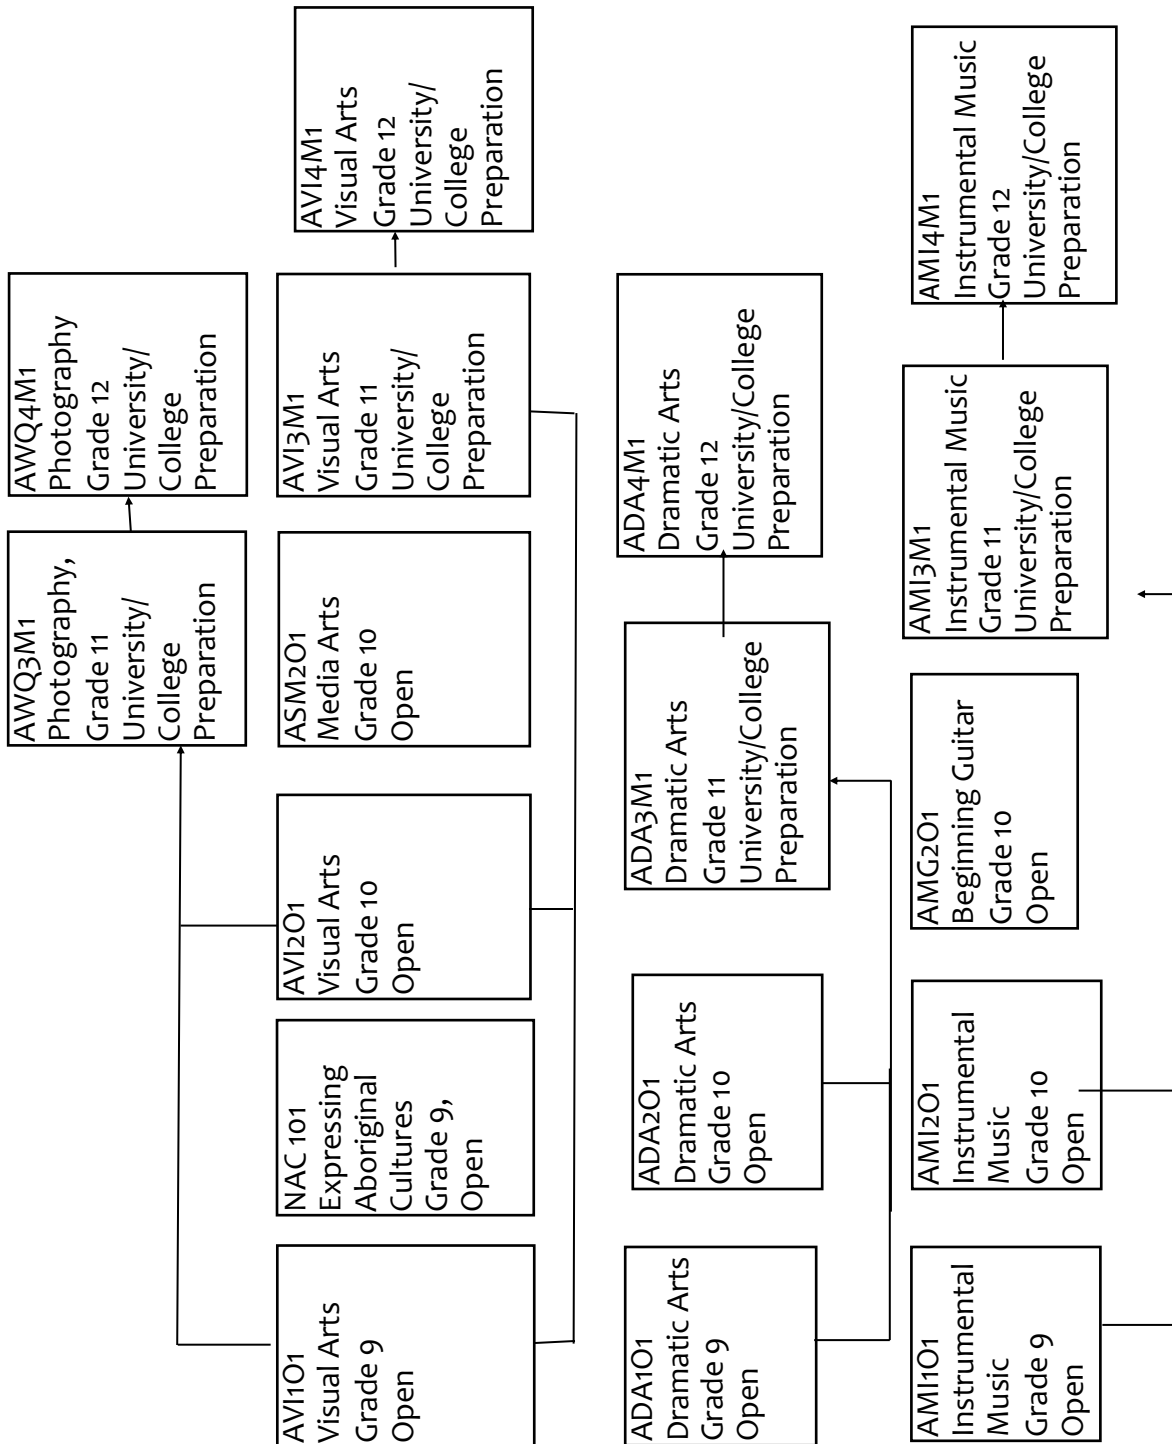 AWQ3M1
Photography,
Grade 11
University/
College
Preparation
AWQ4M1
Photography
Grade 12
University/
College
Preparation
AVI1O1
Visual Arts
Grade 9
Open
NAC 101
Expressing
Aboriginal
Cultures
Grade 9,
Open
AVI2O1
Visual Arts
Grade 10
Open
ASM2O1
Media Arts
Grade 10
Open
AVI3M1
Visual Arts
Grade 11
University/
College
Preparation
AVI4M1
Visual Arts
Grade 12
University/
College
Preparation
ADA1O1
Dramatic Arts
Grade 9
Open
ADA2O1
Dramatic Arts
Grade 10
Open
ADA3M1
Dramatic Arts
Grade 11
University/College
Preparation
ADA4M1
Dramatic Arts
Grade 12
University/College
Preparation
AMI1O1
Instrumental
Music
Grade 9
Open
AMI2O1
Instrumental
Music
Grade 10
Open
AMG2O1
Beginning Guitar
Grade 10
Open
AMI3M1
Instrumental Music
Grade 11
University/College
Preparation
AMI4M1
Instrumental Music
Grade 12
University/College
Preparation